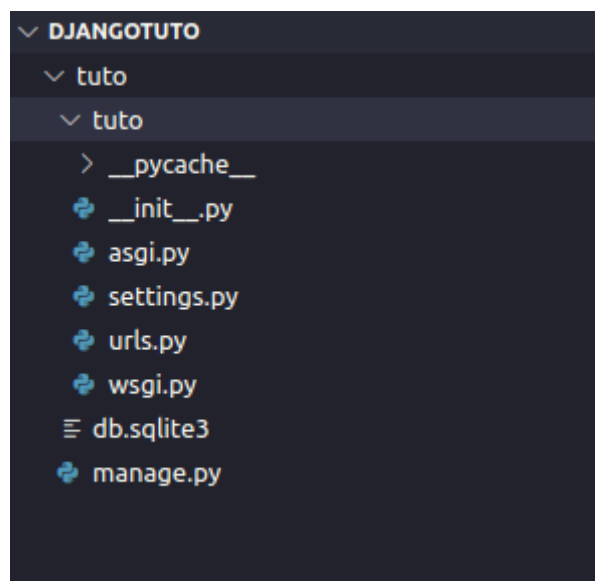 DJANGOTUTO
tuto
tuto
__pycache__
__init__.py
asgi.py
settings.py
urls.py
wsgi.py
db.sqlite3
manage.py